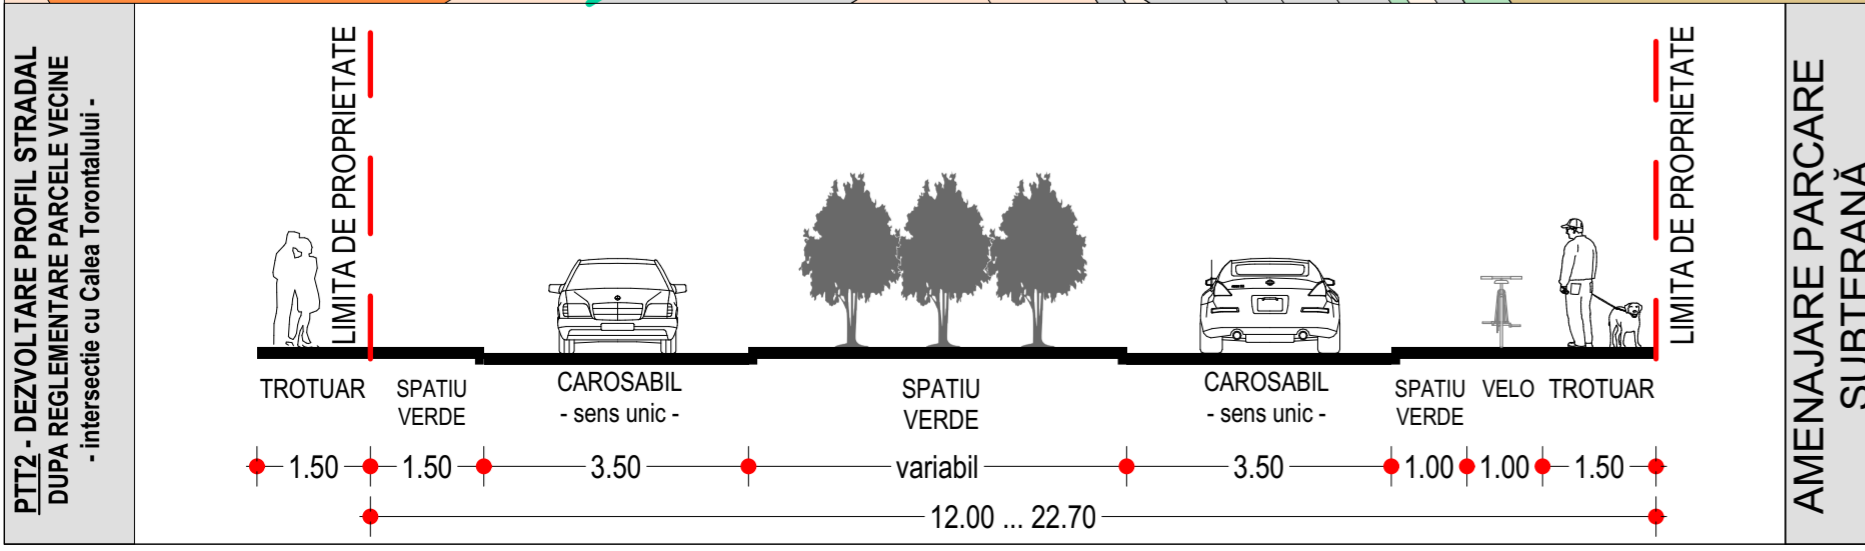 PTT2 - DEZVOLTARE PROFIL STRADAL
DUPA REGLEMENTARE PARCELE VECINE
- intersectie cu Calea Torontalului -
LIMITA DE PROPRIETATE
LIMITA DE PROPRIETATE
TROTUAR
SPATIU
VERDE
CAROSABIL
- sens unic -
SPATIU
VERDE
CAROSABIL
- sens unic -
SPATIU
VERDE
VELO
TROTUAR
1.50 1.50 3.50 variabil 3.50 1.00 1.00 1.50
12.00 ... 22.70
AMENAJARE PARCARE
SUBTERANĂ